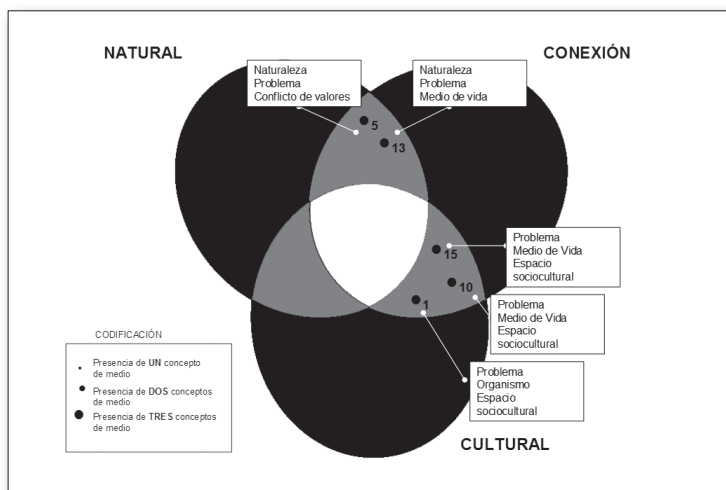 NATURAL
CONEXIÓN
Naturaleza
Problema
Conflicto de valores
Naturaleza
Problema
Medio de vida
5
13
15
10
1
Problema
Medio de Vida
Espacio
sociocultural
Problema
Medio de Vida
Espacio
sociocultural
Problema
Organismo
Espacio
sociocultural
CODIFICACIÓN
Presencia de UN concepto
de medio
Presencia de DOS conceptos
de medio
Presencia de TRES conceptos
de medio
CULTURAL